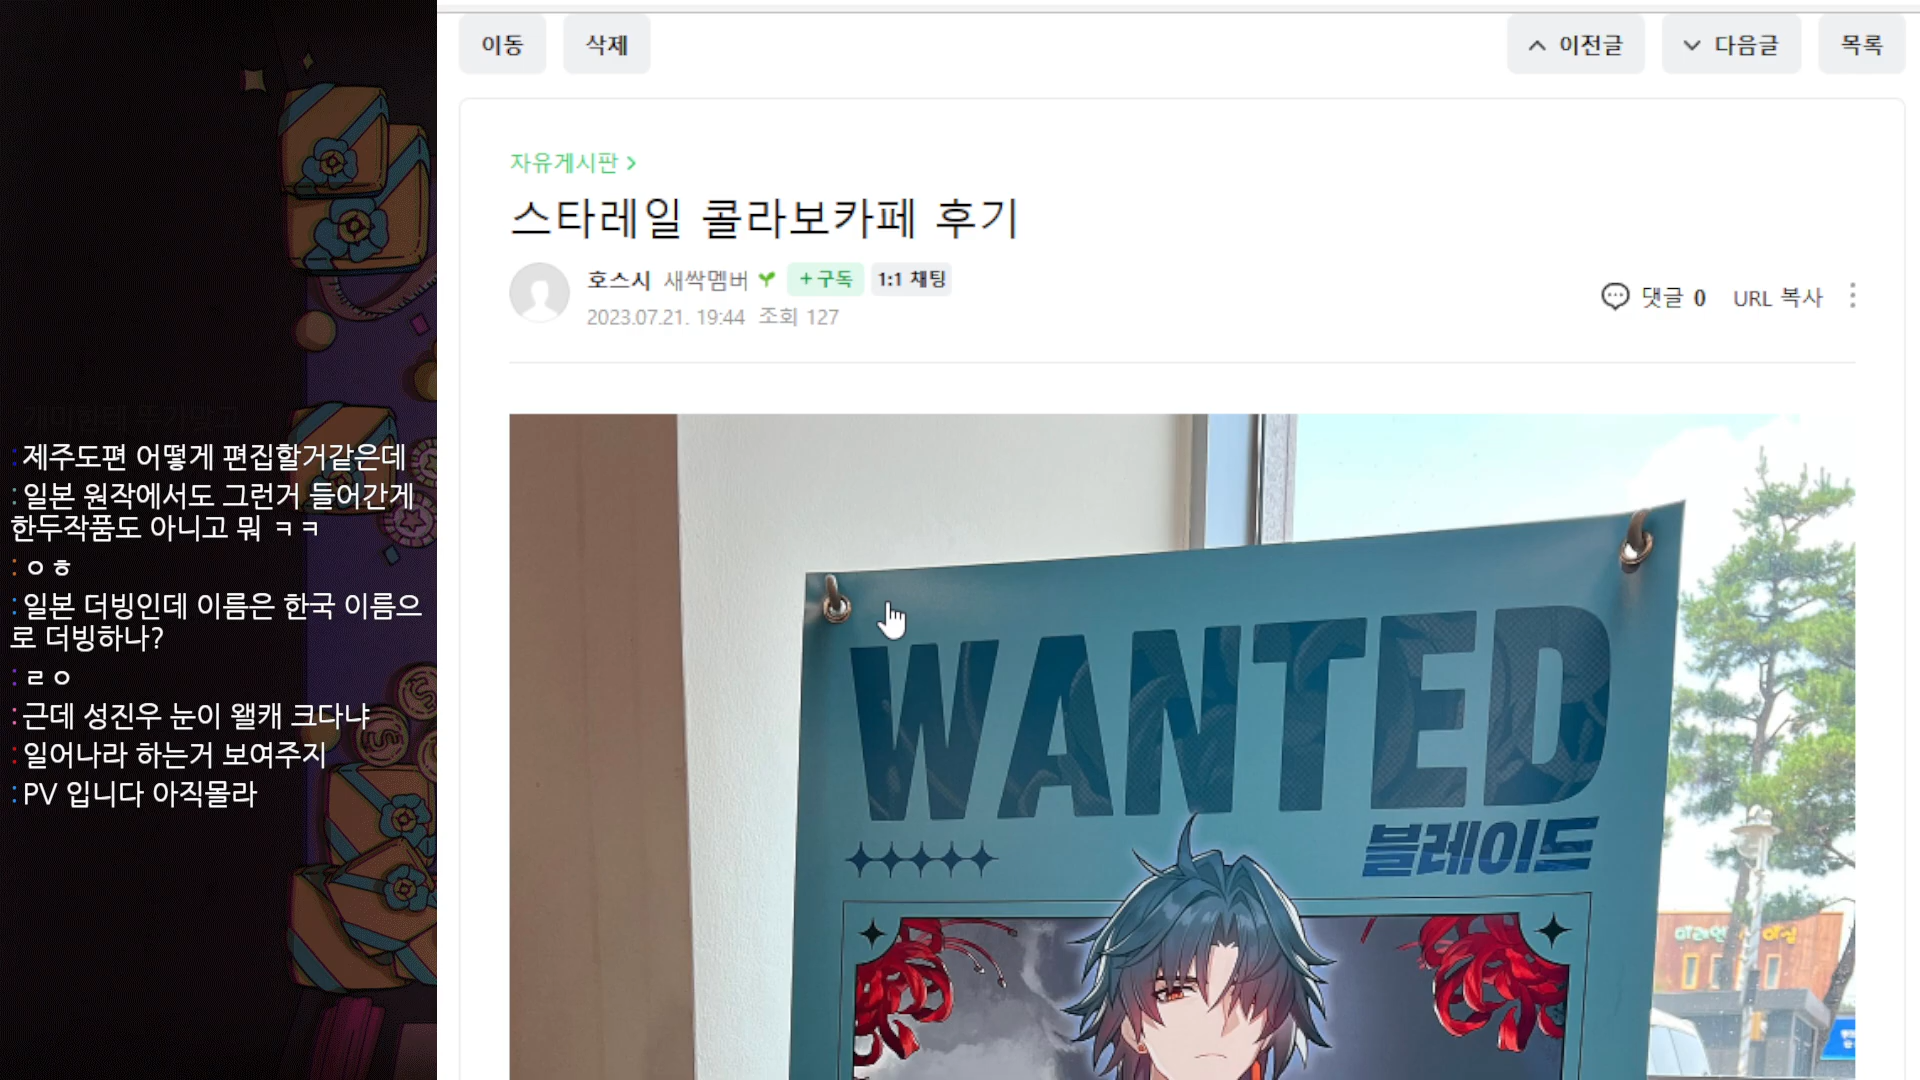 이동
삭제
이전글
다음글
목록
자유게시판 >
스타레일 콜라보카페 후기
호스시 새싹멤버 +구독 1:1 채팅
2023.07.21. 19:44 조회 127
댓글 0 URL 복사
:제주도편 어떻게 편집할거같은데
:일본 원작에서도 그런거 들어간게
한두작품도 아니고 뭐 ㅋㅋ
:ㅇㅎ
:일본 더빙인데 이름은 한국 이름으
로 더빙하나?
:ㄹㅇ
:근데 성진우 눈이 왤캐 크다냐
:일어나라 하는거 보여주지
:PV 입니다 아직몰라
WANTED
블레이드